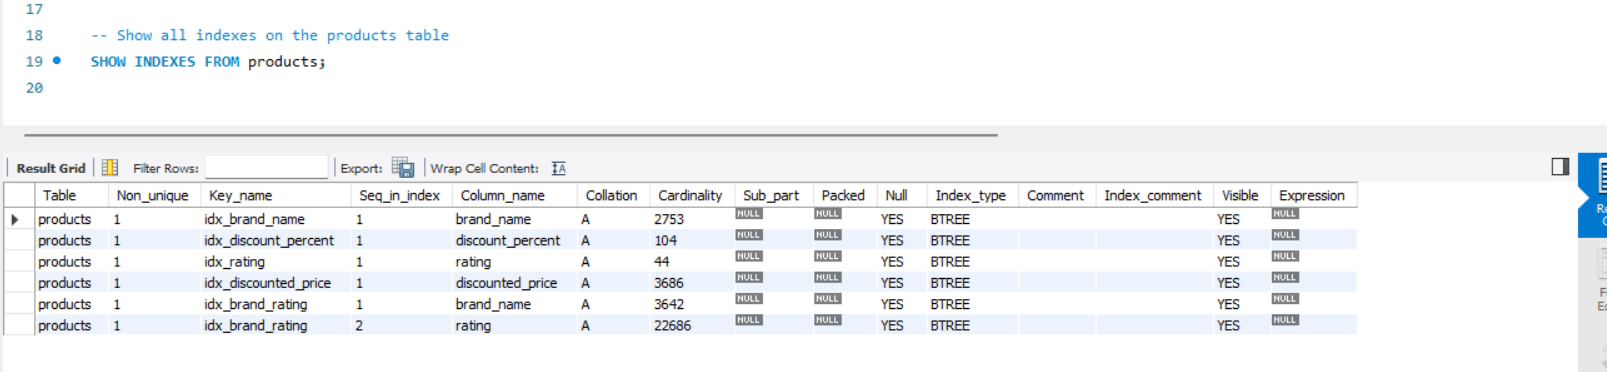 17
18 -- Show all indexes on the products table
19 SHOW INDEXES FROM products;
20
Result Grid Filter Rows: Export: Wrap Cell Content:
Table Non_unique Key_name Seq_in_index Column_name Collation Cardinality Sub_part Packed Null Index_type Comment Index_comment Visible Expression
products 1 idx_brand_name 1 brand_name A 2753 NULL NULL YES BTREE YES NULL
products 1 idx_discount_percent 1 discount_percent A 104 NULL NULL YES BTREE YES NULL
products 1 idx_rating 1 rating A 44 NULL NULL YES BTREE YES NULL
products 1 idx_discounted_price 1 discounted_price A 3686 NULL NULL YES BTREE YES NULL
products 1 idx_brand_rating 1 brand_name A 3642 NULL NULL YES BTREE YES NULL
products 1 idx_brand_rating 2 rating A 22686 NULL NULL YES BTREE YES NULL